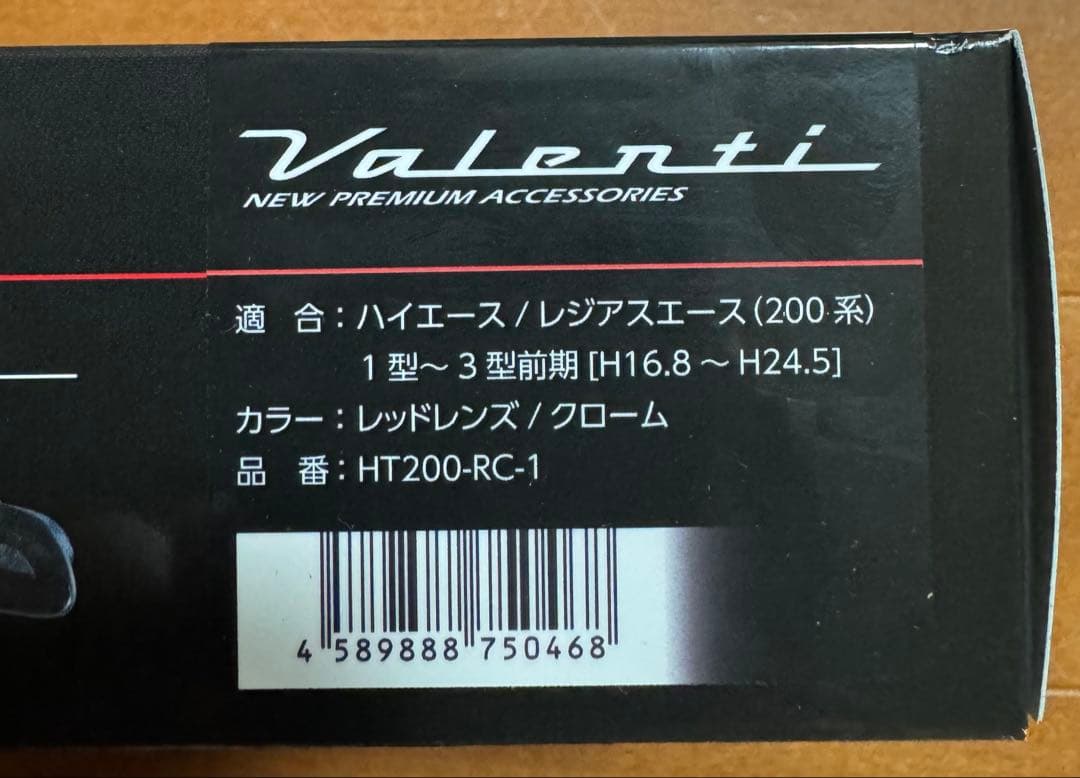 Valenti
NEW PREMIUM ACCESSORIES
適 合：ハイエース / レジアスエース (200 系)
1 型～ 3 型前期 [H16.8 ～ H24.5]
カラー：レッドレンズ / クローム
品 番：HT200-RC-1
4 589888 750468